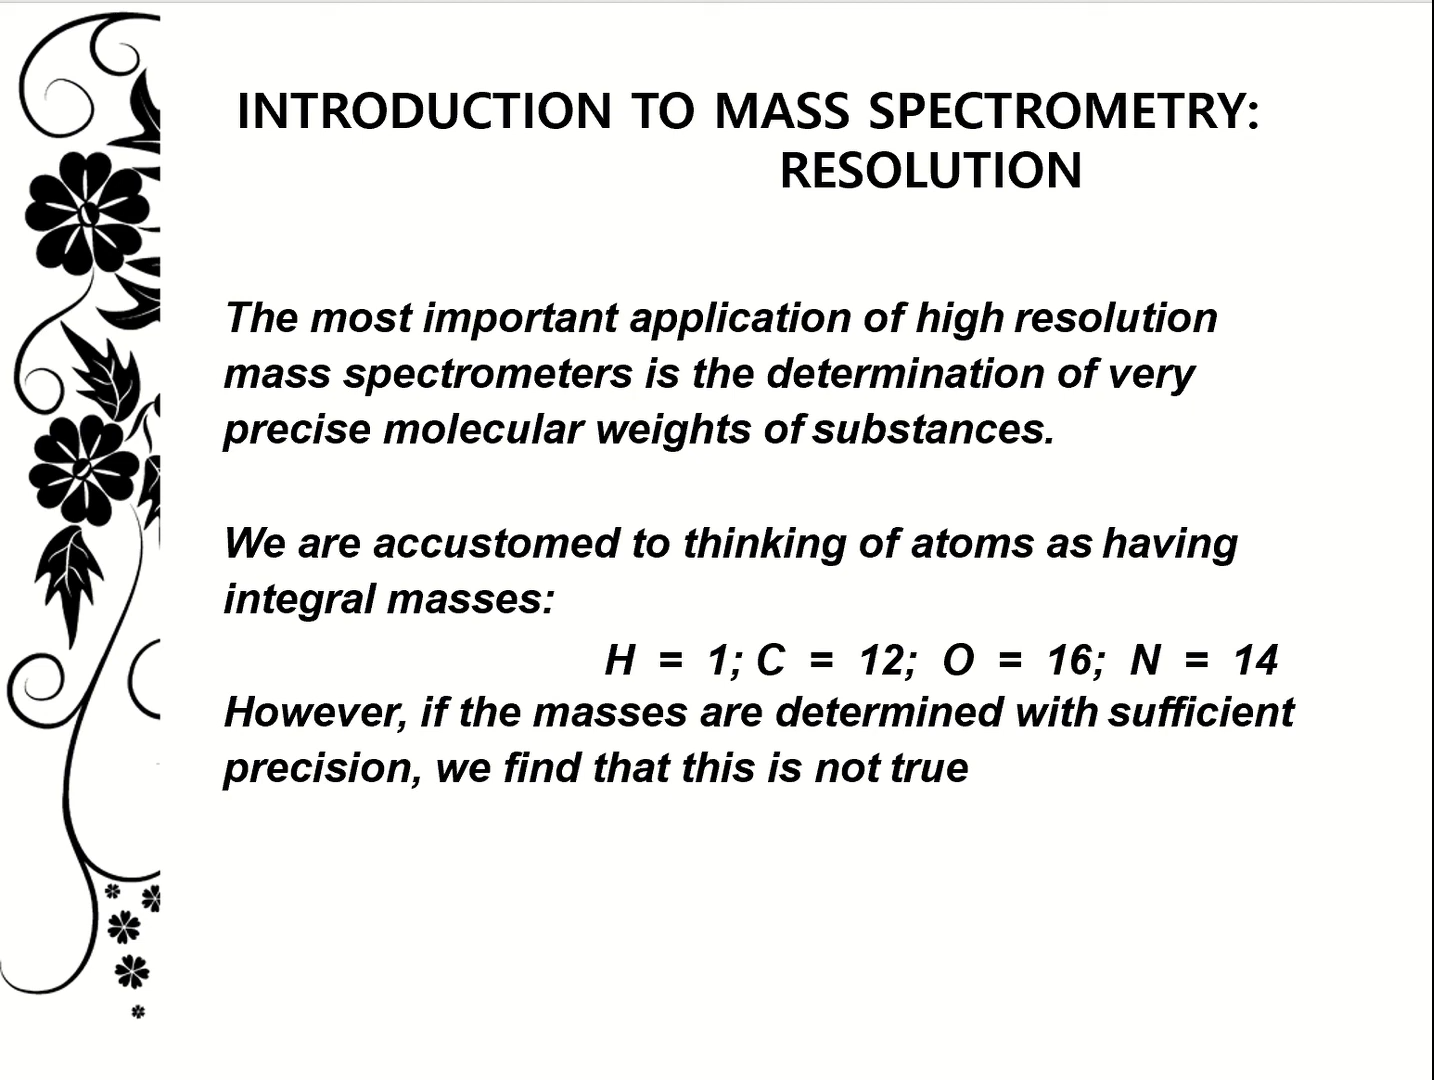 INTRODUCTION TO MASS SPECTROMETRY:
RESOLUTION
The most important application of high resolution
mass spectrometers is the determination of very
precise molecular weights of substances.
We are accustomed to thinking of atoms as having
integral masses:
H = 1; C = 12; O = 16; N = 14
However, if the masses are determined with sufficient
precision, we find that this is not true